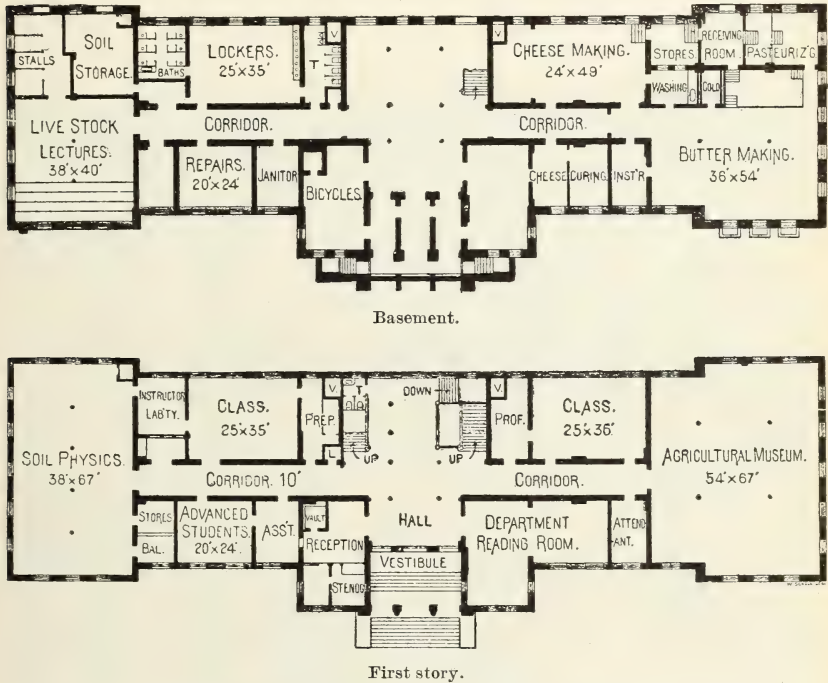 STALLS
SOIL
STORAGE.
BATHS
LOCKERS.
25'x35'
T
V
V
CHEESE MAKING.
24'x49'
STORES
RECEIVING
ROOM.
PASTEURIZ'G
WASHING
COLD
LIVE STOCK
LECTURES.
38'x40'
CORRIDOR.
CORRIDOR.
REPAIRS.
20'x24'
JANITOR
BICYCLES.
CHEESE
CURING.
INST'R
BUTTER MAKING.
36'x54'
Basement.
INSTRUCTOR
LAB'TY.
CLASS.
25'x35'
V.
PREP.
L
T
UP
DOWN
UP
V.
PROF.
CLASS.
25'x36'
SOIL PHYSICS.
38'x67'
CORRIDOR. 10'
CORRIDOR.
AGRICULTURAL MUSEUM.
54'x67'
STORES
BAL.
ADVANCED
STUDENTS.
20'x24'.
ASS'T.
VAULT
RECEPTION
STENOG
HALL
VESTIBULE
DEPARTMENT
READING ROOM.
ATTEND
ANT.
First story.